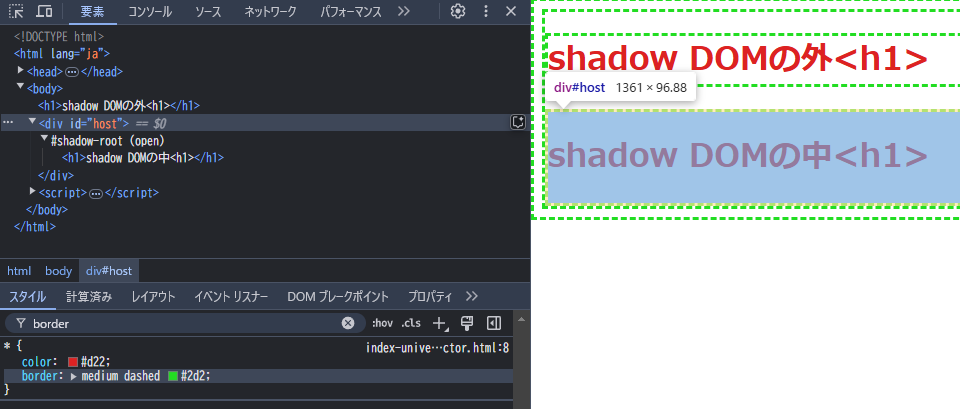 要素 コンソール ソース ネットワーク パフォーマンス
<!DOCTYPE html>
<html lang="ja">
<head> … </head>
<body>
<h1>shadow DOMの外<h1></h1>
<div id="host"> == $0
#shadow-root (open)
<h1>shadow DOMの中<h1></h1>
</div>
<script> … </script>
</body>
</html>
html body div#host
スタイル 計算済み レイアウト イベント リスナー DOM ブレークポイント プロパティ
border :hov .cls
* { index-unive…ctor.html:8
color: #d22;
border: medium dashed #2d2;
}
shadow DOMの外<h1>
div#host 1361 × 96.88
shadow DOMの中<h1>